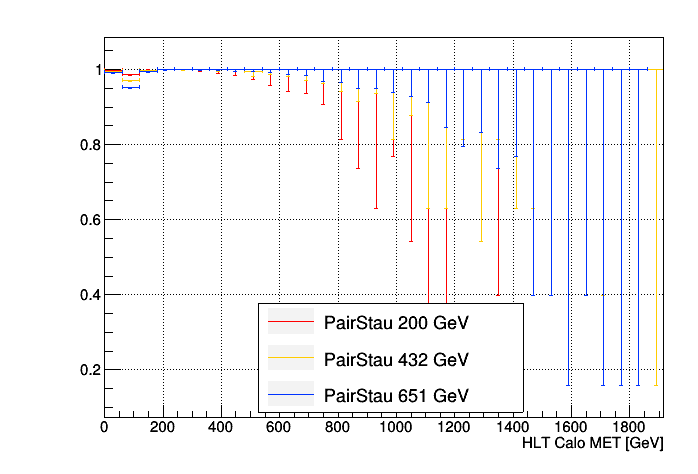 1
0.8
0.6
0.4
0.2
PairStau 200 GeV
PairStau 432 GeV
PairStau 651 GeV
0 200 400 600 800 1000 1200 1400 1600 1800
HLT Calo MET [GeV]